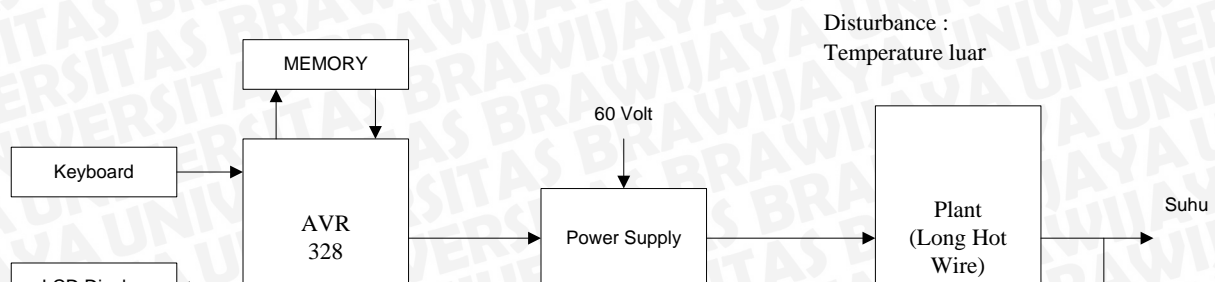 Disturbance :
Temperature luar
MEMORY
60 Volt
Keyboard
AVR
328
Power Supply
Plant
(Long Hot
Wire)
Suhu